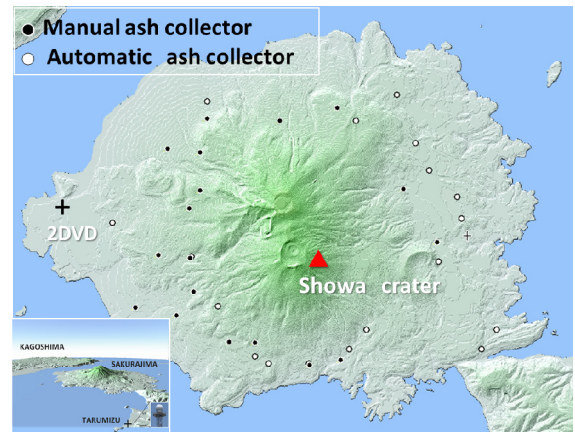 Manual ash collector
Automatic ash collector
2DVD
Showa crater
KAGOSHIMA
SAKURAJIMA
TARUMIZU